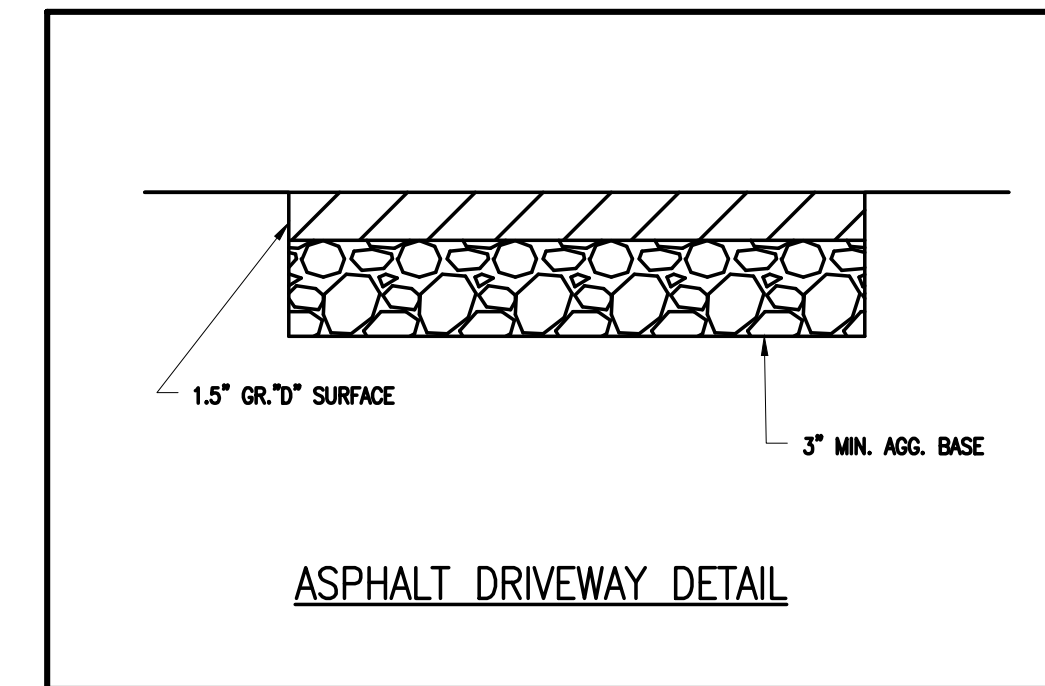 1.5" GR."D" SURFACE
3" MIN. AGG. BASE
ASPHALT DRIVEWAY DETAIL